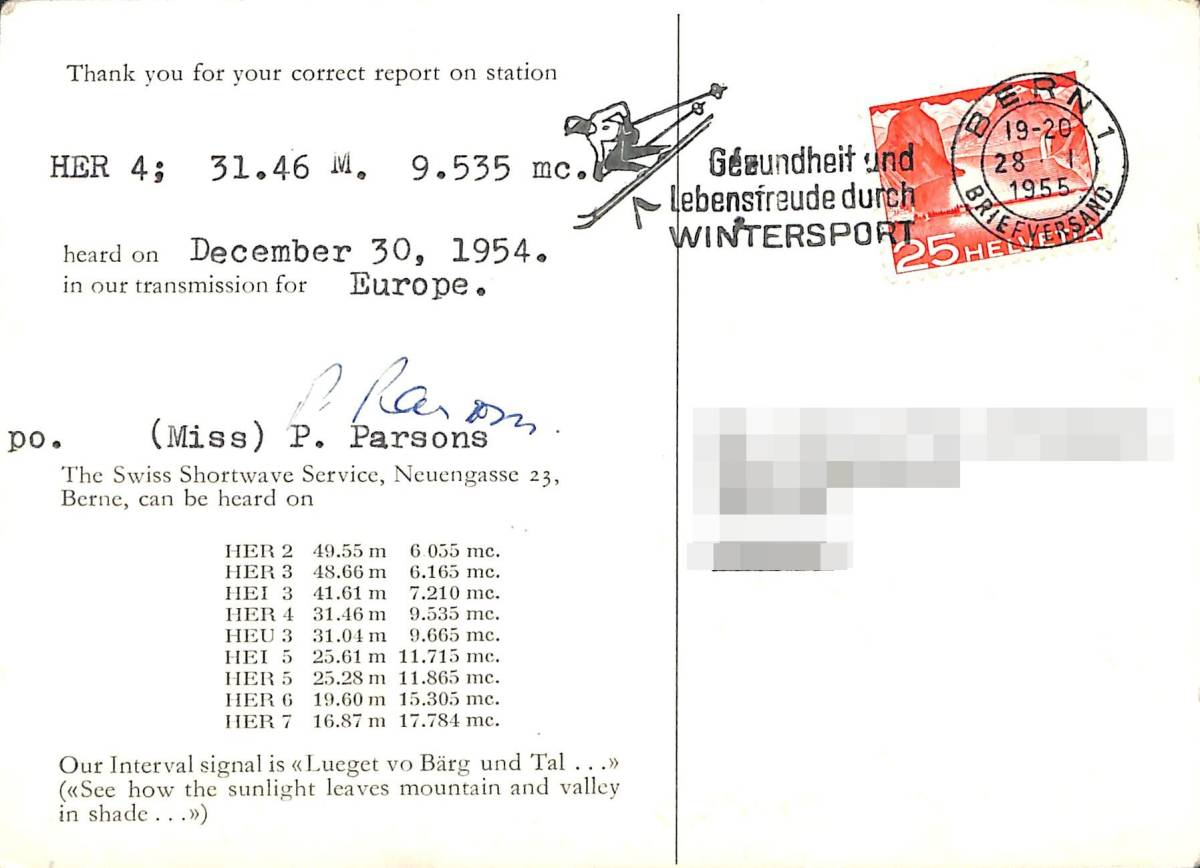 Thank you for your correct report on station
HER 4; 31.46 M. 9.535 mc.
heard on December 30, 1954.
in our transmission for Europe.
P. Parsons
po. (Miss) P. Parsons
The Swiss Shortwave Service, Neuengasse 23,
Berne, can be heard on
HER 2 49.55 m 6.055 mc.
HER 3 48.66 m 6.165 mc.
HEI 3 41.61 m 7.210 mc.
HER 4 31.46 m 9.535 mc.
HEU 3 31.04 m 9.665 mc.
HEI 5 25.61 m 11.715 mc.
HER 5 25.28 m 11.865 mc.
HER 6 19.60 m 15.305 mc.
HER 7 16.87 m 17.784 mc.
Our Interval signal is «Lueget vo Bärg und Tal . . .»
(«See how the sunlight leaves mountain and valley
in shade . . .»)
Gesundheit und
Lebensfreude durch
WINTERSPORT
BERN 1
19-20
28 I
1955
BRIEFVERSAND
25 HELVETIA